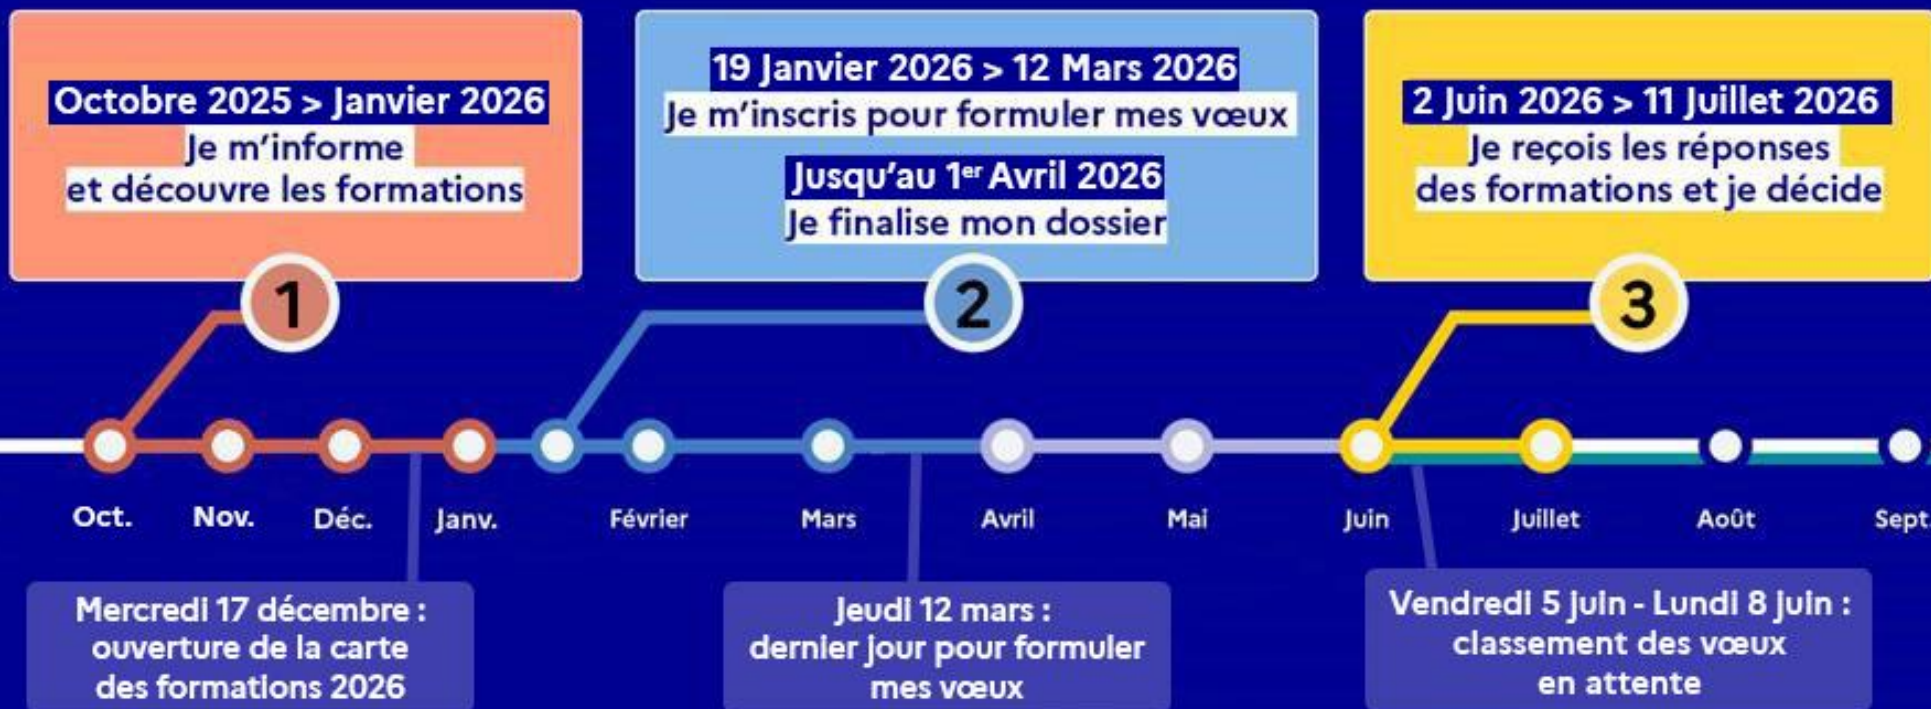 Octobre 2025 > Janvier 2026
Je m'informe
et découvre les formations
1
19 Janvier 2026 > 12 Mars 2026
Je m'inscris pour formuler mes vœux
Jusqu'au 1er Avril 2026
Je finalise mon dossier
2
2 Juin 2026 > 11 Juillet 2026
Je reçois les réponses
des formations et je décide
3
Oct. Nov. Déc. Janv. Février Mars Avril Mai Juin Juillet Août Sept.
Mercredi 17 décembre :
ouverture de la carte
des formations 2026
Jeudi 12 mars :
dernier jour pour formuler
mes vœux
Vendredi 5 juin - Lundi 8 juin :
classement des vœux
en attente